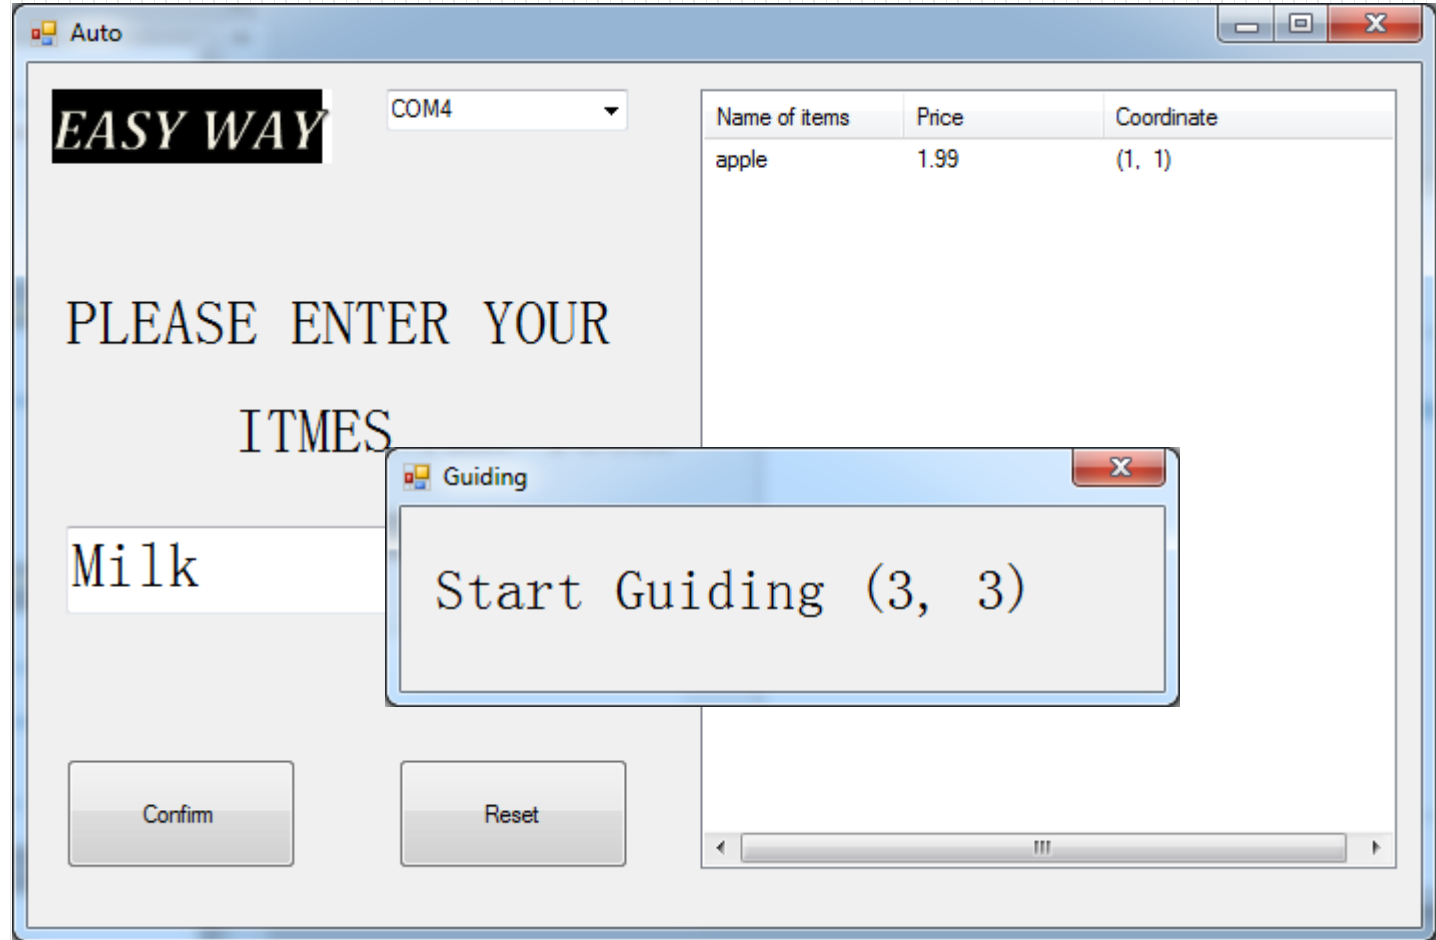 Auto
EASY WAY
COM4
Name of items Price Coordinate
apple 1.99 (1, 1)
PLEASE ENTER YOUR
ITMES
Guiding
Milk
Start Guiding (3, 3)
Confirm Reset